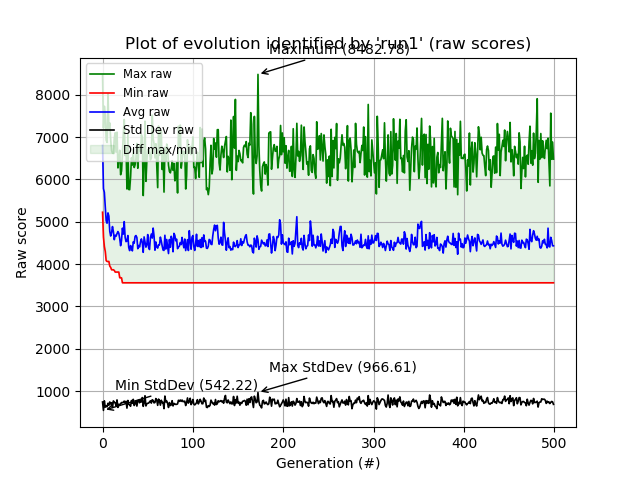 Plot of evolution identified by 'run1' (raw scores)
Maximum (8482.78)
Max raw
Min raw
Avg raw
Std Dev raw
Diff max/min
8000
7000
6000
5000
4000
3000
2000
1000
Raw score
Max StdDev (966.61)
Min StdDev (542.22)
0 100 200 300 400 500
Generation (#)